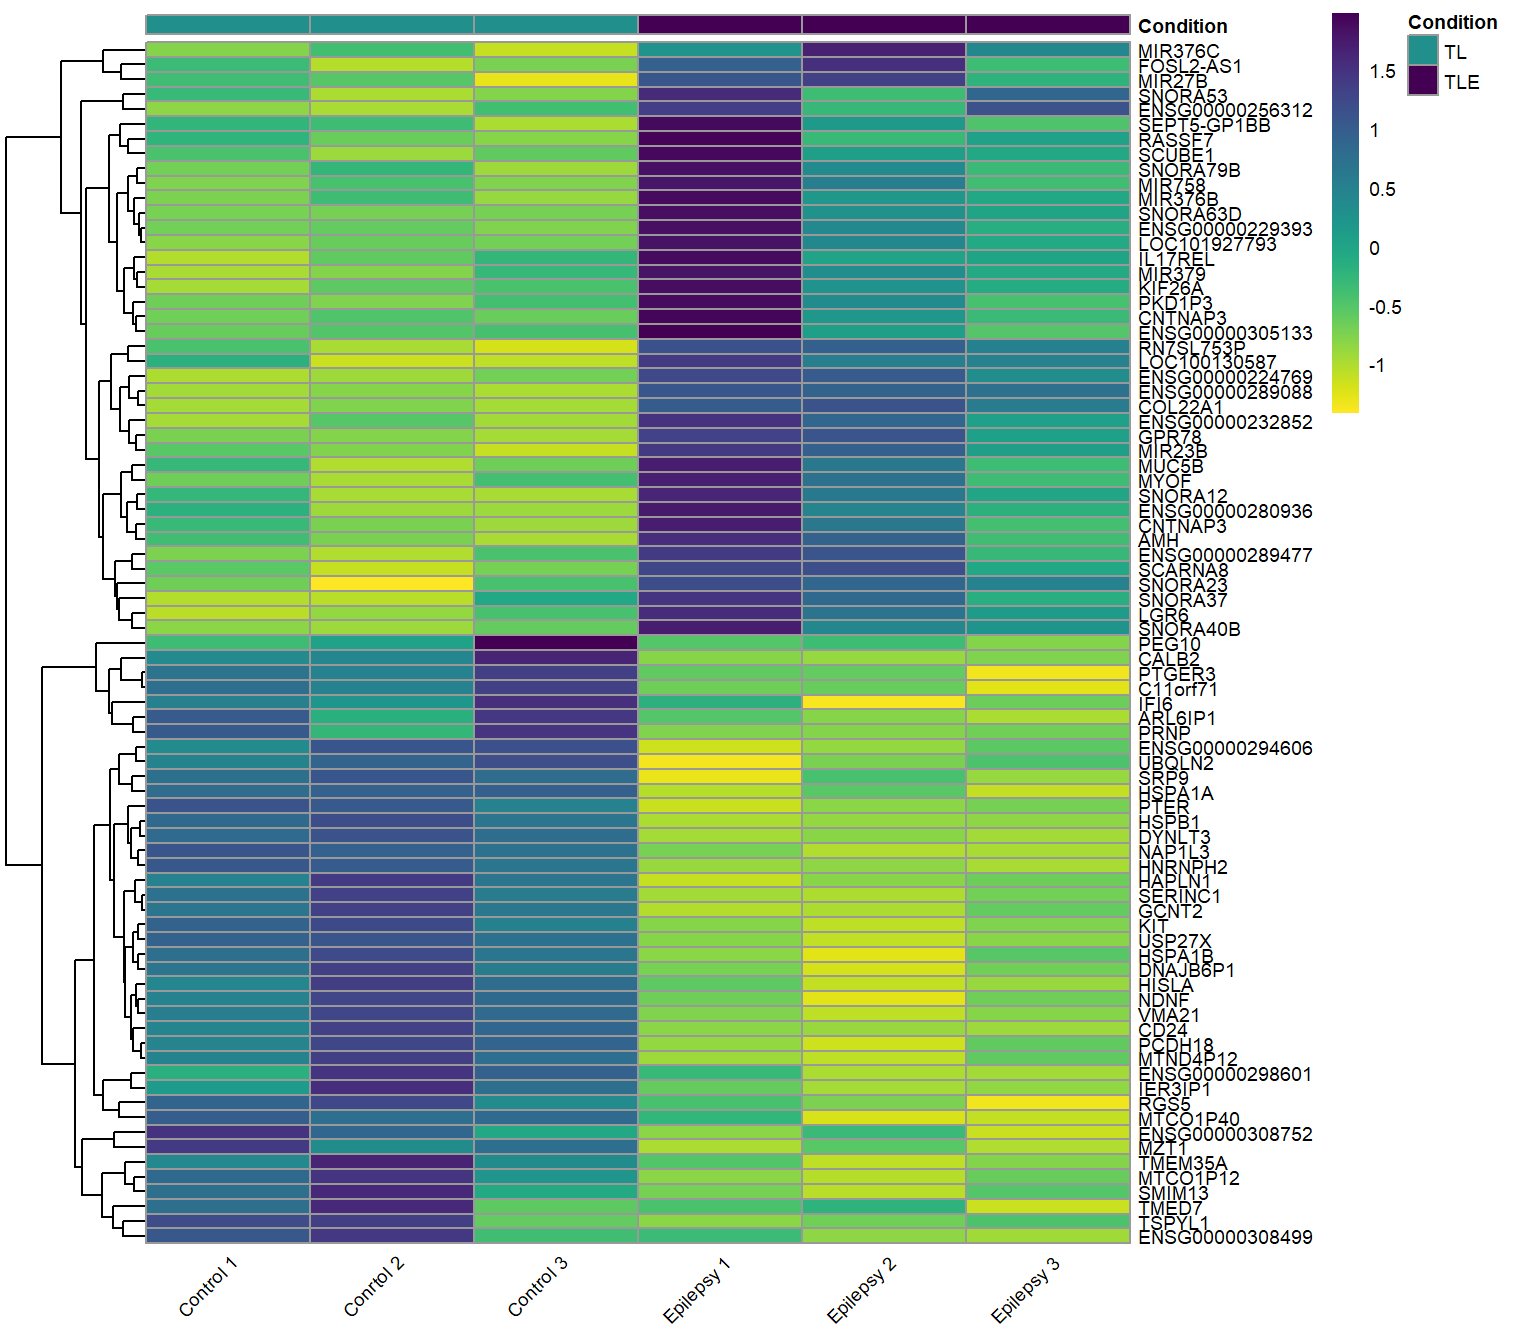 Condition
MIR376C
FOSL2-AS1
MIR27B
SNORA53
ENSG00000256312
SEPT5-GP1BB
RASSF7
SCUBE1
SNORA79B
MIR758
MIR376B
SNORA63D
ENSG00000229393
LOC101927793
IL17REL
MIR379
KIF26A
PKD1P3
CNTNAP3
ENSG00000305133
RN7SL753P
LOC100130587
ENSG00000224769
ENSG00000289088
COL22A1
ENSG00000232852
GPR78
MIR23B
MUC5B
MYOF
SNORA12
ENSG00000280936
CNTNAP3
AMH
ENSG00000289477
SCARNA8
SNORA23
SNORA37
LGR6
SNORA40B
PEG10
CALB2
PTGER3
C11orf71
IFI6
ARL6IP1
PRNP
ENSG00000294606
UBQLN2
SRP9
HSPA1A
PTER
HSPB1
DYNLT3
NAP1L3
HNRNPH2
HAPLN1
SERINC1
GCNT2
KIT
USP27X
HSPA1B
DNAJB6P1
HISLA
NDNF
VMA21
CD24
PCDH18
MTND4P12
ENSG00000298601
IER3IP1
RGS5
MTCO1P40
ENSG00000308752
MZT1
TMEM35A
MTCO1P12
SMIM13
TMED7
TSPYL1
ENSG00000308499
Control 1
Conrtol 2
Control 3
Epilepsy 1
Epilepsy 2
Epilepsy 3
1.5
1
0.5
0
-0.5
-1
Condition
TL
TLE